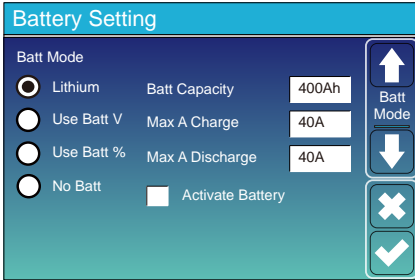 Battery Setting
Batt Mode
Lithium Batt Capacity 400Ah
Use Batt V Max A Charge 40A
Use Batt % Max A Discharge 40A
No Batt Activate Battery
Batt
Mode